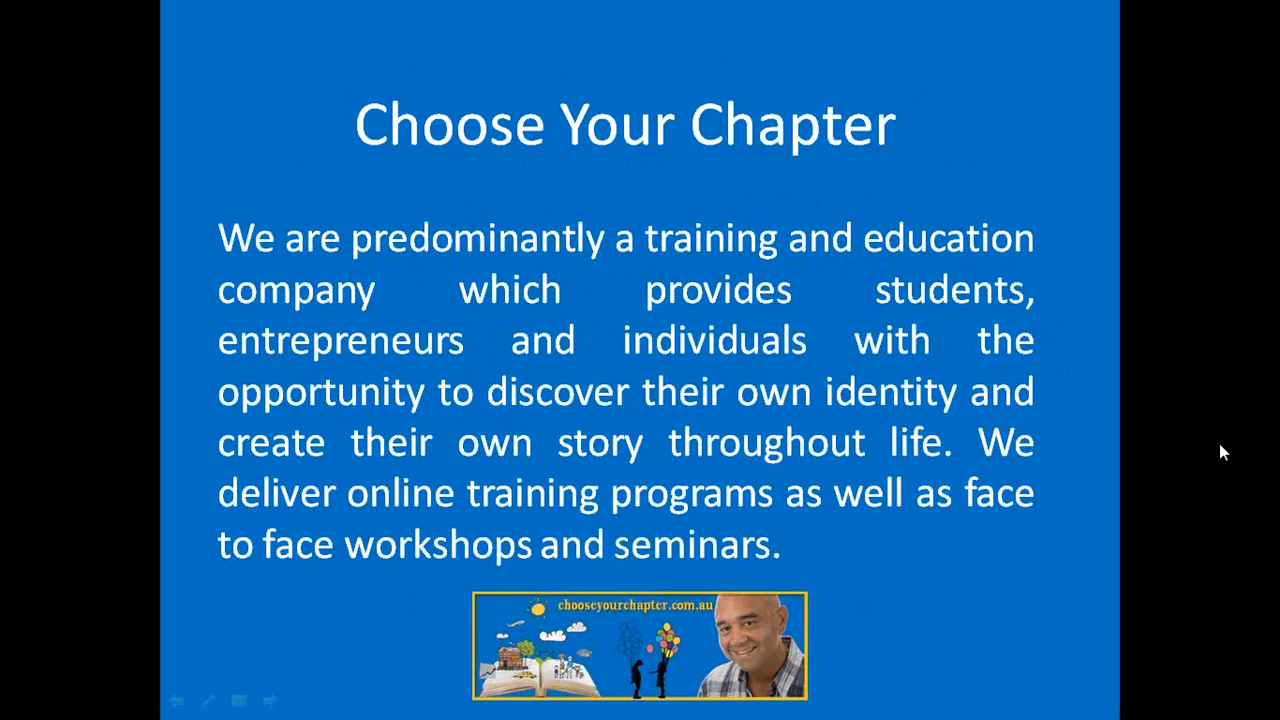 Choose Your Chapter
We are predominantly a training and education
company which provides students,
entrepreneurs and individuals with the
opportunity to discover their own identity and
create their own story throughout life. We
deliver online training programs as well as face
to face workshops and seminars.
chooseyourchapter.com.au